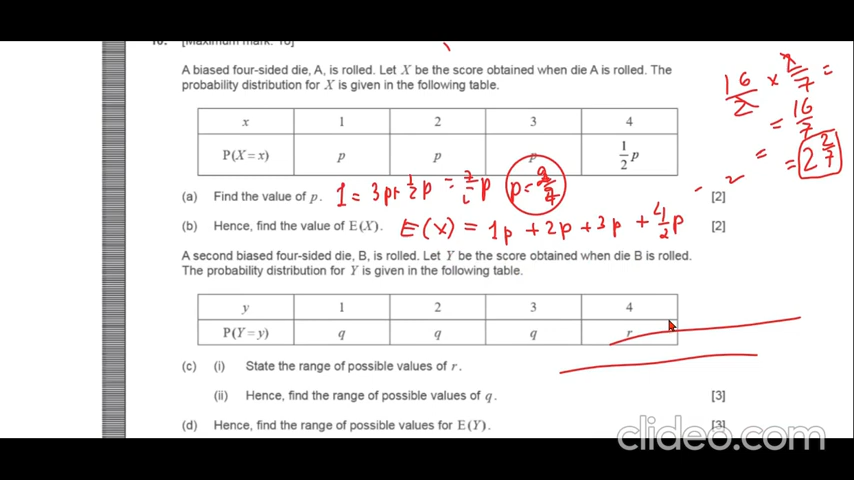 10. [Maximum mark: 16]
A biased four-sided die, A, is rolled. Let X be the score obtained when die A is rolled. The
probability distribution for X is given in the following table.
x 1 2 3 4
P(X = x) p p p 1/2 p
(a) Find the value of p. 1 = 3p + 1/2 p = 7/2 p p = 2/7 [2]
(b) Hence, find the value of E(X). E(x) = 1p + 2p + 3p + 4 1/2 p [2]
16/2 × 2/7 =
= 16/7
= 2 2/7
A second biased four-sided die, B, is rolled. Let Y be the score obtained when die B is rolled.
The probability distribution for Y is given in the following table.
y 1 2 3 4
P(Y = y) q q q r
(c) (i) State the range of possible values of r.
(ii) Hence, find the range of possible values of q. [3]
(d) Hence, find the range of possible values for E(Y). [3]
clideo.com